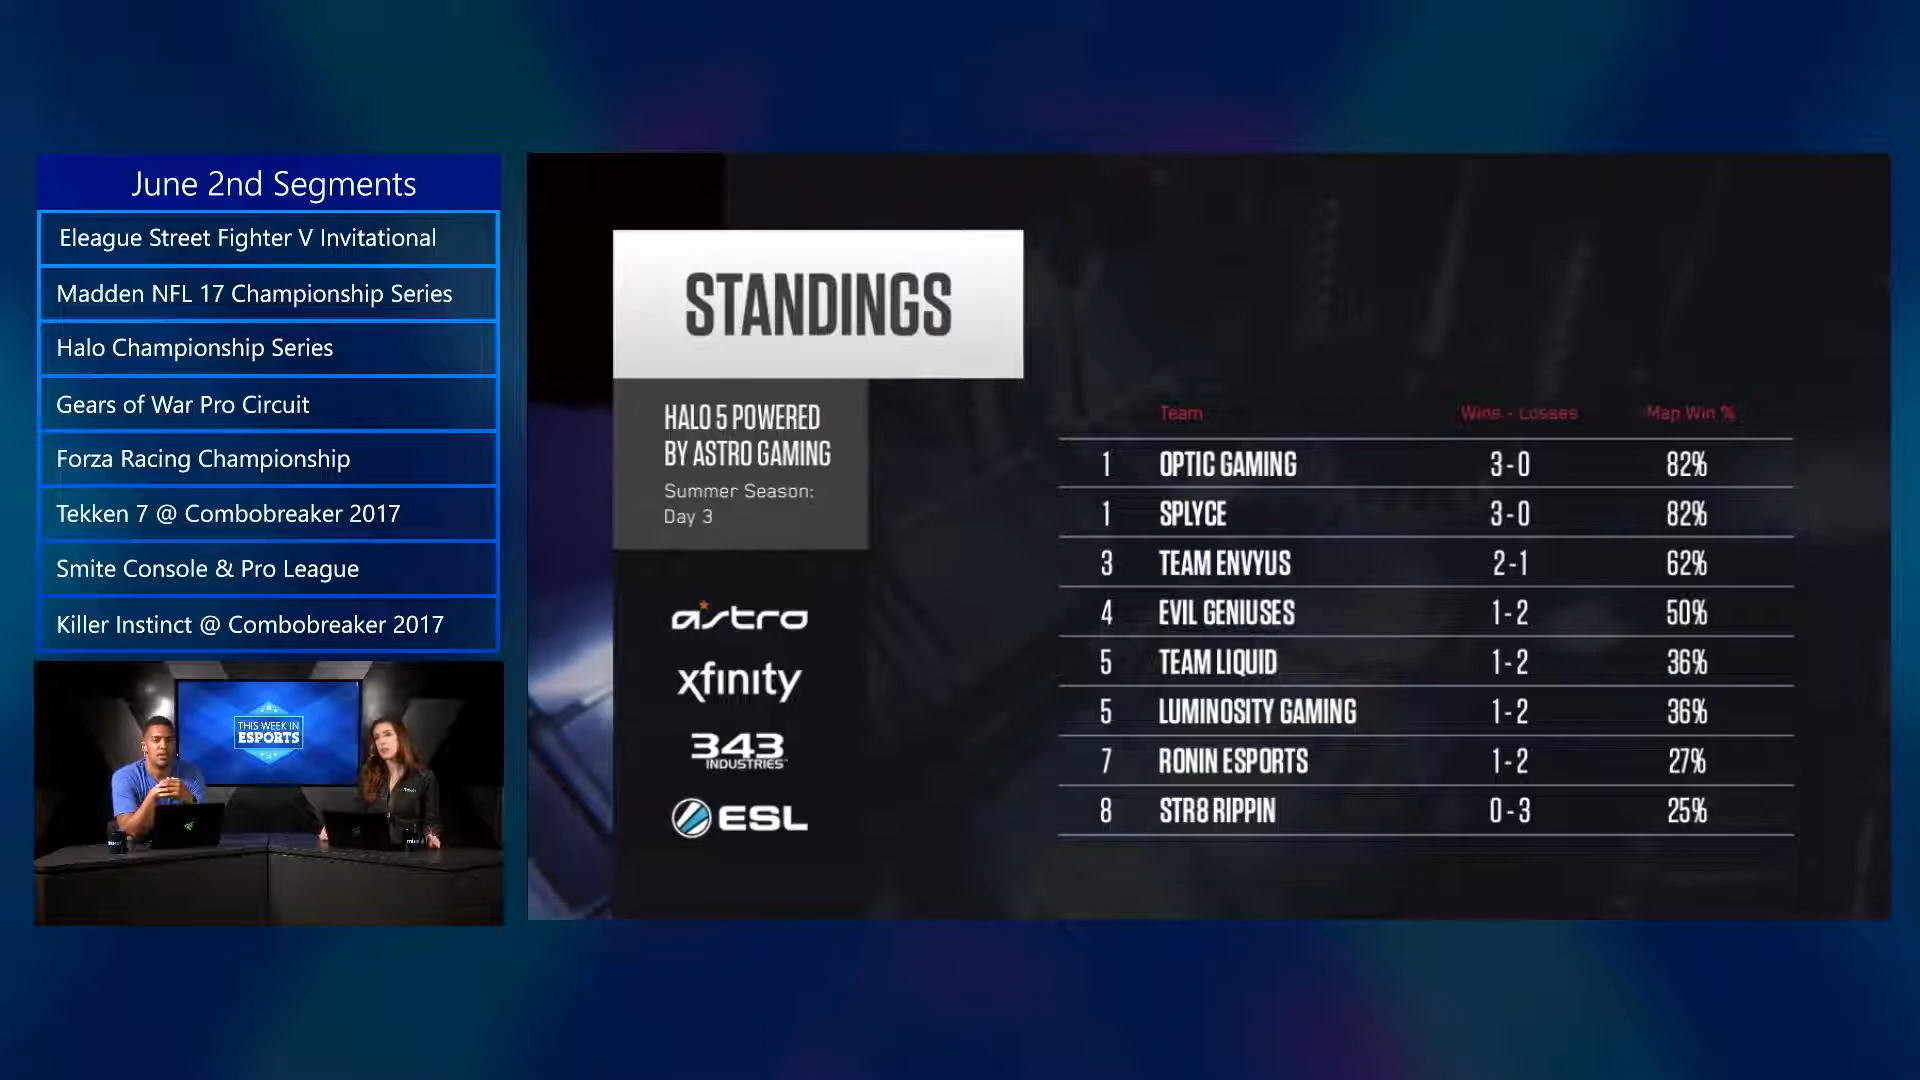 June 2nd Segments
Eleague Street Fighter V Invitational
Madden NFL 17 Championship Series
Halo Championship Series
Gears of War Pro Circuit
Forza Racing Championship
Tekken 7 @ Combobreaker 2017
Smite Console & Pro League
Killer Instinct @ Combobreaker 2017
THIS WEEK IN
ESPORTS
STANDINGS
HALO 5 POWERED
BY ASTRO GAMING
Summer Season:
Day 3
astro
xfinity
343
INDUSTRIES
ESL
Team Wins - Losses Map Win %
1 OPTIC GAMING 3 - 0 82%
1 SPLYCE 3 - 0 82%
3 TEAM ENVYUS 2 - 1 62%
4 EVIL GENIUSES 1 - 2 50%
5 TEAM LIQUID 1 - 2 36%
5 LUMINOSITY GAMING 1 - 2 36%
7 RONIN ESPORTS 1 - 2 27%
8 STR8 RIPPIN 0 - 3 25%